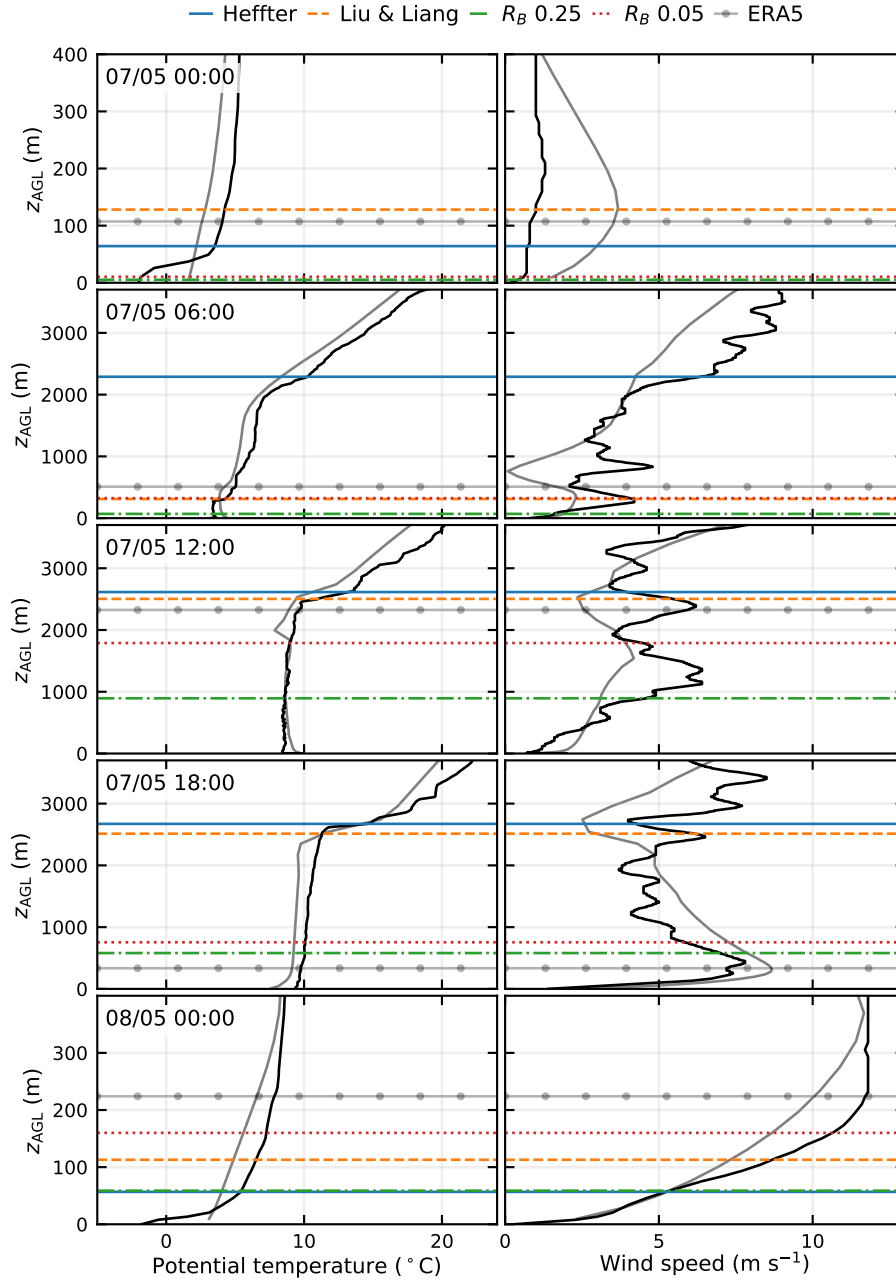 Heffter Liu & Liang R_B 0.25 R_B 0.05 ERA5
07/05 00:00
400
300
200
100
0
z_AGL (m)
07/05 06:00
3000
2000
1000
0
z_AGL (m)
07/05 12:00
3000
2000
1000
0
z_AGL (m)
07/05 18:00
3000
2000
1000
0
z_AGL (m)
08/05 00:00
300
200
100
0
z_AGL (m)
0 10 20
0 5 10
Potential temperature (°C)
Wind speed (m s⁻¹)